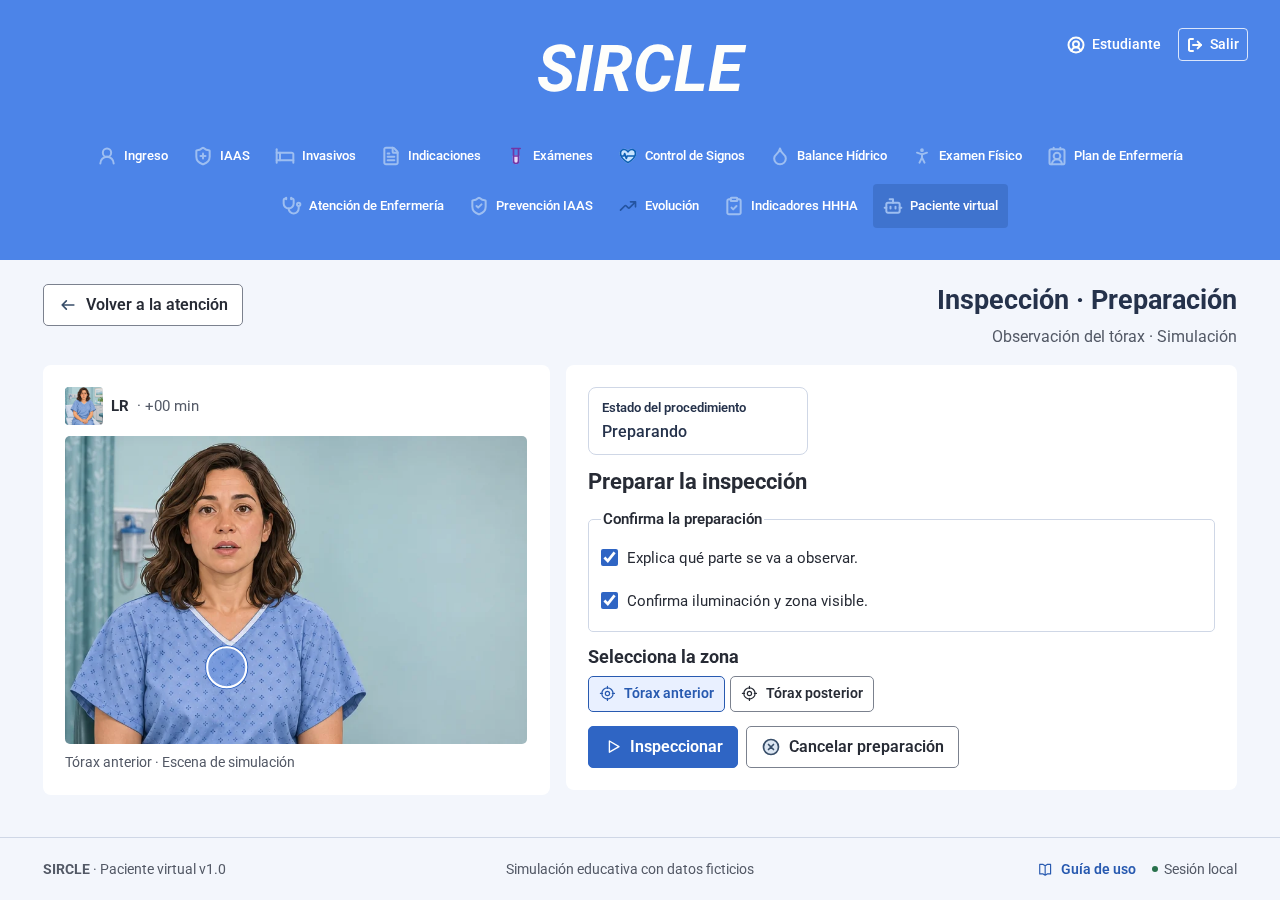 SIRCLE
Estudiante
Salir
Ingreso
IAAS
Invasivos
Indicaciones
Exámenes
Control de Signos
Balance Hídrico
Examen Físico
Plan de Enfermería
Atención de Enfermería
Prevención IAAS
Evolución
Indicadores HHHA
Paciente virtual
Volver a la atención
Inspección · Preparación
Observación del tórax · Simulación
LR · +00 min
Tórax anterior · Escena de simulación
Estado del procedimiento
Preparando
Preparar la inspección
Confirma la preparación
Explica qué parte se va a observar.
Confirma iluminación y zona visible.
Selecciona la zona
Tórax anterior
Tórax posterior
Inspeccionar
Cancelar preparación
SIRCLE · Paciente virtual v1.0
Simulación educativa con datos ficticios
Guía de uso
Sesión local